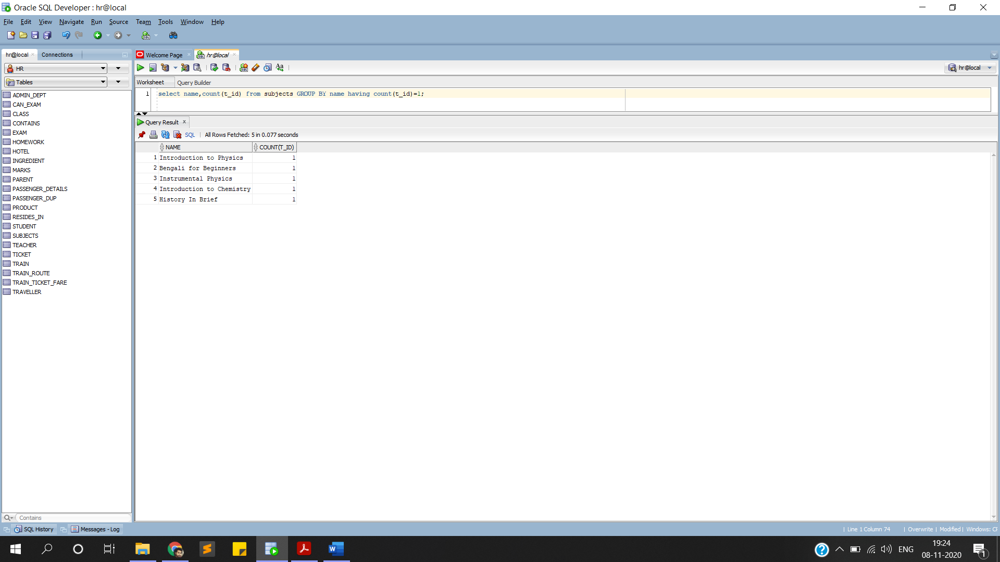 Oracle SQL Developer : hr@local
File Edit View Navigate Run Source Team Tools Window Help
hr@local Connections
Welcome Page hr@local
HR
hr@local
Tables
Worksheet Query Builder
1 select name,count(t_id) from subjects GROUP BY name having count(t_id)=1;
ADMIN_DEPT
CAN_EXAM
CLASS
CONTAINS
EXAM
HOMEWORK
HOTEL
INGREDIENT
MARKS
PARENT
PASSENGER_DETAILS
PASSENGER_DUP
PRODUCT
RESIDES_IN
STUDENT
SUBJECTS
TEACHER
TICKET
TRAIN
TRAIN_ROUTE
TRAIN_TICKET_FARE
TRAVELLER
Query Result
SQL All Rows Fetched: 5 in 0.077 seconds
NAME COUNT(T_ID)
1 Introduction to Physics 1
2 Bengali for Beginners 1
3 Instrumental Physics 1
4 Introduction to Chemistry 1
5 History In Brief 1
Contains
SQL History Messages - Log
Line 1 Column 74 Overwrite Modified Windows: CF
ENG
19:24
08-11-2020
1